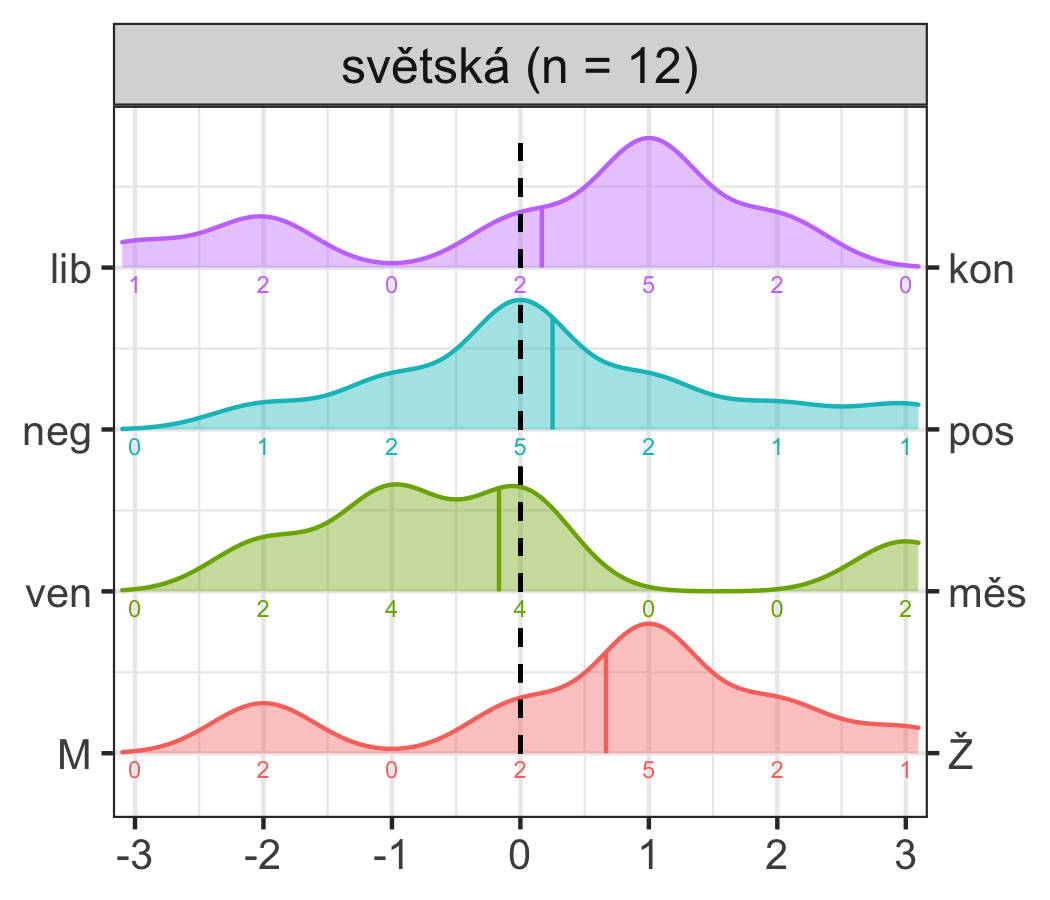 světská (n = 12)
lib kon
1 2 0 2 5 2 0
neg pos
0 1 2 5 2 1 1
ven měs
0 2 4 4 0 0 2
M Ž
0 2 0 2 5 2 1
-3 -2 -1 0 1 2 3